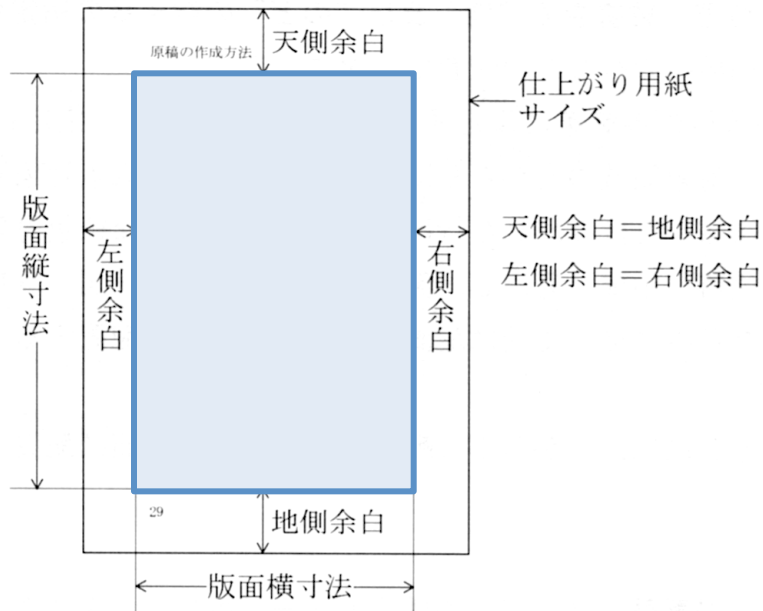 原稿の作成方法
天側余白
仕上がり用紙
サイズ
版面縦寸法
左側余白
右側余白
天側余白＝地側余白
左側余白＝右側余白
29
地側余白
版面横寸法